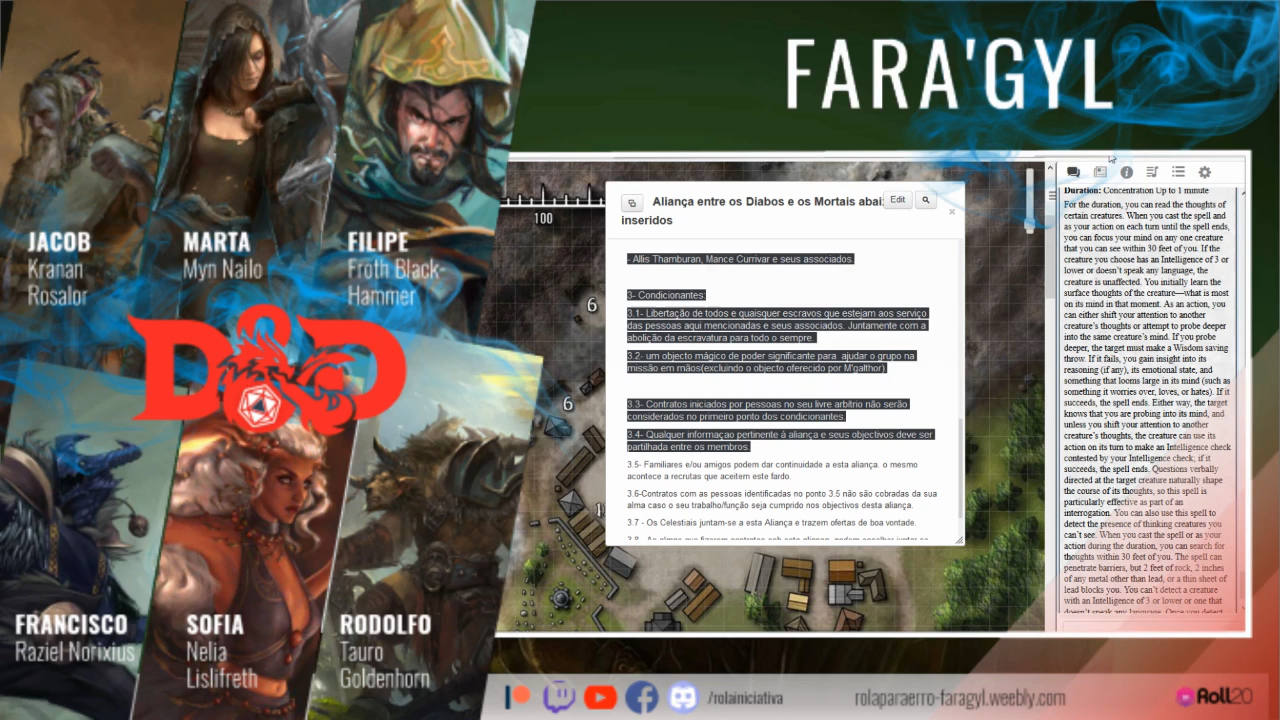 FARA'GYL
JACOB
Kranan
Rosalor
MARTA
Myn Nailo
FILIPE
Froth Black-
Hammer
D&D
FRANCISCO
Raziel Norixius
SOFIA
Nelia
Lislifreth
RODOLFO
Tauro
Goldenhorn
100
6
6
Aliança entre os Diabos e os Mortais abai
inseridos
Edit
- Allis Thamburan, Mance Currivar e seus associados.
3- Condicionantes:
3.1- Libertação de todos e quaisquer escravos que estejam aos serviço
das pessoas aqui mencionadas e seus associados. Juntamente com a
abolição da escravatura para todo o sempre.
3.2- um objecto mágico de poder significante para ajudar o grupo na
missão em mãos(excluindo o objecto oferecido por M'galthor).
3.3- Contratos iniciados por pessoas no seu livre arbítrio não serão
considerados no primeiro ponto dos condicionantes.
3.4- Qualquer informaçao pertinente à aliança e seus objectivos deve ser
partilhada entre os membros.
3.5- Familiares e/ou amigos podem dar continuidade a esta aliança. o mesmo
acontece a recrutas que aceitem este fardo.
3.6-Contratos com as pessoas identificadas no ponto 3.5 não são cobradas da sua
alma caso o seu trabalho/função seja cumprido nos objectivos desta aliança.
3.7 - Os Celestiais juntam-se a esta Aliança e trazem ofertas de boa vontade.
Duration: Concentration Up to 1 minute
For the duration, you can read the thoughts of
certain creatures. When you cast the spell and
as your action on each turn until the spell ends,
you can focus your mind on any one creature
that you can see within 30 feet of you. If the
creature you choose has an Intelligence of 3 or
lower or doesn't speak any language, the
creature is unaffected. You initially learn the
surface thoughts of the creature—what is most
on its mind in that moment. As an action, you
can either shift your attention to another
creature's thoughts or attempt to probe deeper
into the same creature's mind. If you probe
deeper, the target must make a Wisdom saving
throw. If it fails, you gain insight into its
reasoning (if any), its emotional state, and
something that looms large in its mind (such as
something it worries over, loves, or hates). If it
succeeds, the spell ends. Either way, the target
knows that you are probing into its mind, and
unless you shift your attention to another
creature's thoughts, the creature can use its
action on its turn to make an Intelligence check
contested by your Intelligence check; if it
succeeds, the spell ends. Questions verbally
directed at the target creature naturally shape
the course of its thoughts, so this spell is
particularly effective as part of an
interrogation. You can also use this spell to
detect the presence of thinking creatures you
can't see. When you cast the spell or as your
action during the duration, you can search for
thoughts within 30 feet of you. The spell can
penetrate barriers, but 2 feet of rock, 2 inches
of any metal other than lead, or a thin sheet of
lead blocks you. You can't detect a creature
with an Intelligence of 3 or lower or one that
doesn't speak any language. Once you detect
/rolainiciativa
rolaparaerro-faragyl.weebly.com
Roll20